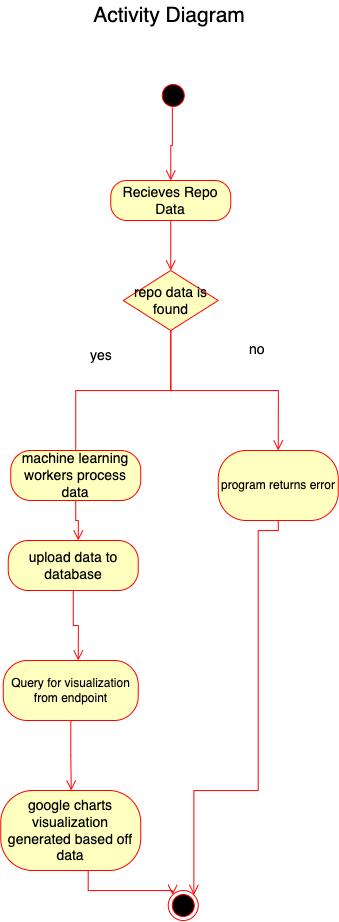 Activity Diagram
Recieves Repo
Data
repo data is
found
yes
no
machine learning
workers process
data
program returns error
upload data to
database
Query for visualization
from endpoint
google charts
visualization
generated based off
data